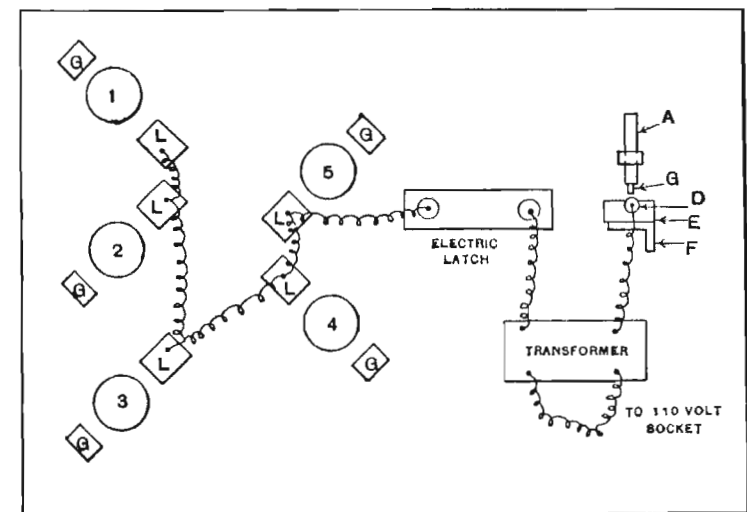 G
1
L
G
5
A
L
G
2
L
D
E
ELECTRIC
LATCH
F
G
L
4
TRANSFORMER
L
3
G
G
TO 110 VOLT
SOCKET